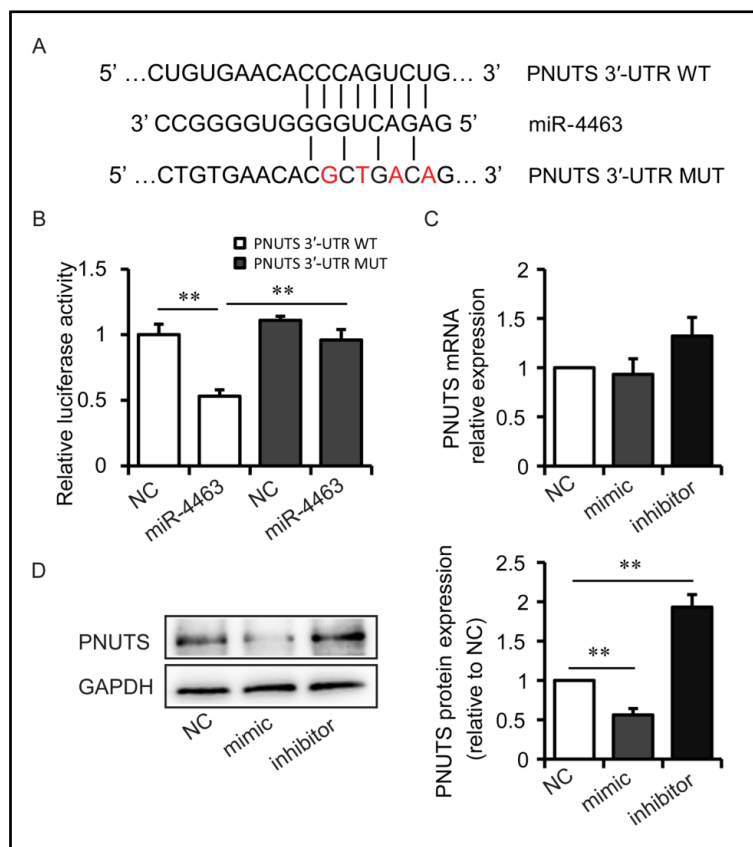 A
5’ ...CUGUGAACACCCAGUCUG... 3’ PNUTS 3′-UTR WT
3’ CCGGGGUGGGGUCAGAG 5’ miR-4463
5’ ...CTGTGAACACGCTGACAG... 3’ PNUTS 3′-UTR MUT
B
PNUTS 3′-UTR WT
PNUTS 3′-UTR MUT
Relative luciferase activity
1.5
1
0.5
0
**
**
NC
miR-4463
NC
miR-4463
C
PNUTS mRNA
relative expression
2
1.5
1
0.5
0
NC
mimic
inhibitor
D
PNUTS
GAPDH
NC
mimic
inhibitor
PNUTS protein expression
(relative to NC)
2.5
2
1.5
1
0.5
0
**
**
NC
mimic
inhibitor